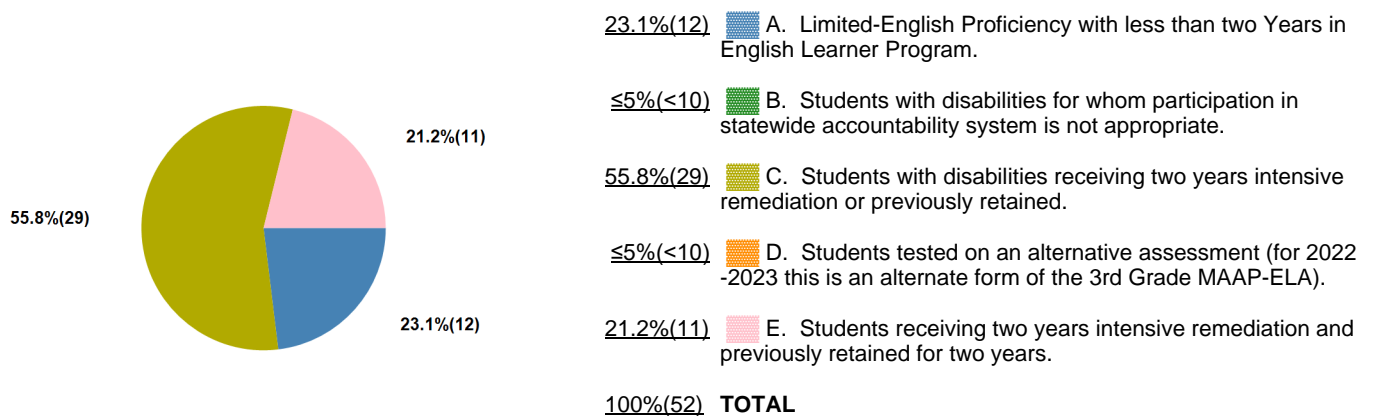 21.2%(11)
55.8%(29)
23.1%(12)
23.1%(12) A. Limited-English Proficiency with less than two Years in
English Learner Program.
≤5%(<10) B. Students with disabilities for whom participation in
statewide accountability system is not appropriate.
55.8%(29) C. Students with disabilities receiving two years intensive
remediation or previously retained.
≤5%(<10) D. Students tested on an alternative assessment (for 2022
-2023 this is an alternate form of the 3rd Grade MAAP-ELA).
21.2%(11) E. Students receiving two years intensive remediation and
previously retained for two years.
100%(52) TOTAL